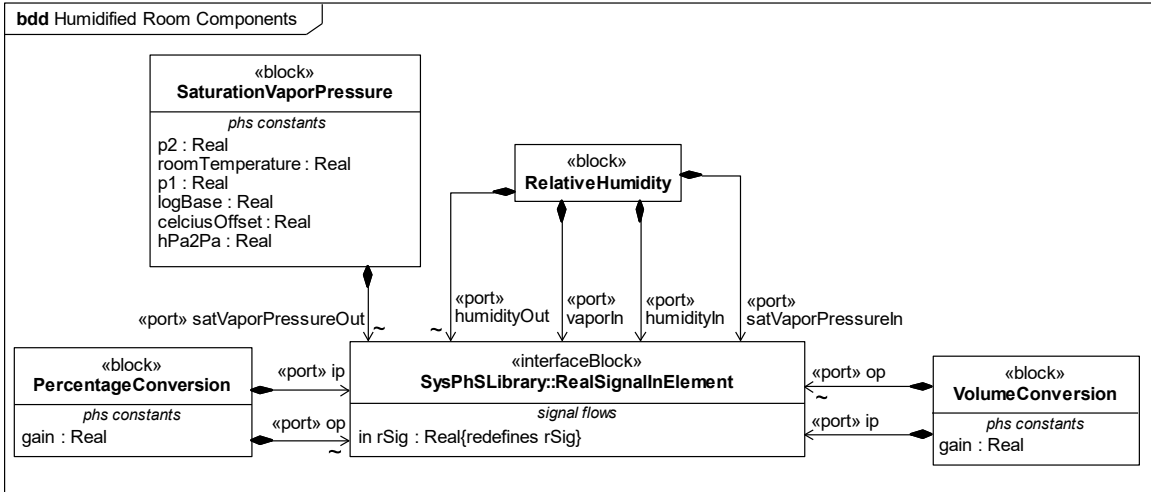 bdd Humidified Room Components
«block»
SaturationVaporPressure
phs constants
p2 : Real
roomTemperature : Real
p1 : Real
logBase : Real
celciusOffset : Real
hPa2Pa : Real
«block»
RelativeHumidity
«port» satVaporPressureOut
~
«port»
humidityOut
~
«port»
vaporIn
«port»
humidityIn
«port»
satVaporPressureIn
«block»
PercentageConversion
phs constants
gain : Real
«port» ip
«port» op
~
«interfaceBlock»
SysPhSLibrary::RealSignalInElement
signal flows
in rSig : Real{redefines rSig}
«port» op
~
«port» ip
«block»
VolumeConversion
phs constants
gain : Real